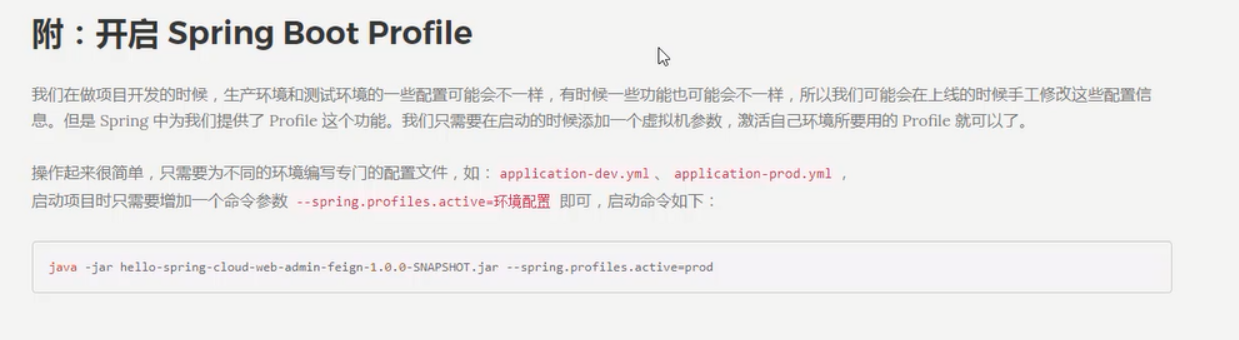 附：开启 Spring Boot Profile
我们在做项目开发的时候，生产环境和测试环境的一些配置可能会不一样，有时候一些功能也可能会不一样，所以我们可能会在上线的时候手工修改这些配置信
息。但是 Spring 中为我们提供了 Profile 这个功能。我们只需要在启动的时候添加一个虚拟机参数，激活自己环境所要用的 Profile 就可以了。
操作起来很简单，只需要为不同的环境编写专门的配置文件，如： application-dev.yml 、 application-prod.yml ，
启动项目时只需要增加一个命令参数 --spring.profiles.active=环境配置 即可，启动命令如下：
java -jar hello-spring-cloud-web-admin-feign-1.0.0-SNAPSHOT.jar --spring.profiles.active=prod